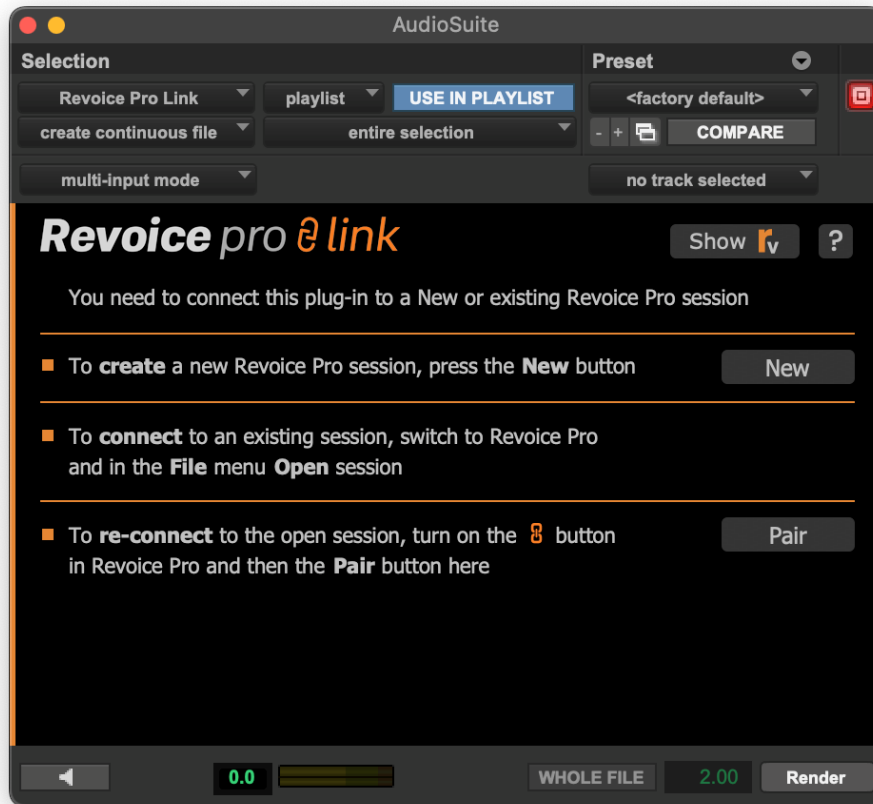 AudioSuite
Selection
Preset
Revoice Pro Link
playlist
USE IN PLAYLIST
<factory default>
create continuous file
entire selection
- +
COMPARE
multi-input mode
no track selected
Revoice pro link
Show rv
?
You need to connect this plug-in to a New or existing Revoice Pro session
To create a new Revoice Pro session, press the New button
New
To connect to an existing session, switch to Revoice Pro
and in the File menu Open session
To re-connect to the open session, turn on the button
in Revoice Pro and then the Pair button here
Pair
0.0
WHOLE FILE
2.00
Render